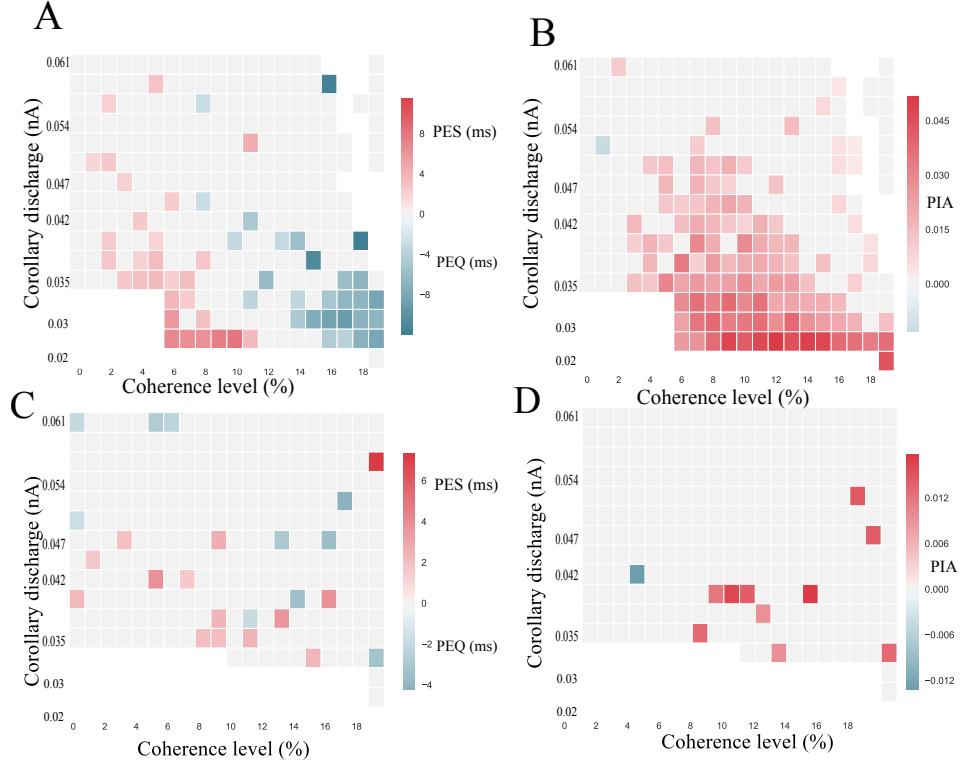 A
Corollary discharge (nA)
0.061
0.054
0.047
0.042
0.035
0.03
0.02
0 2 4 6 8 10 12 14 16 18
Coherence level (%)
8
4
0
−4
−8
PES (ms)
PEQ (ms)
B
Corollary discharge (nA)
0.061
0.054
0.047
0.042
0.035
0.03
0.02
0 2 4 6 8 10 12 14 16 18
Coherence level (%)
0.045
0.030
0.015
0.000
PIA
C
Corollary discharge (nA)
0.061
0.054
0.047
0.042
0.035
0.03
0.02
0 2 4 6 8 10 12 14 16 18
Coherence level (%)
6
4
2
0
−2
−4
PES (ms)
PEQ (ms)
D
Corollary discharge (nA)
0.061
0.054
0.047
0.042
0.035
0.03
0.02
0 2 4 6 8 10 12 14 16 18
Coherence level (%)
0.012
0.006
0.000
−0.006
−0.012
PIA